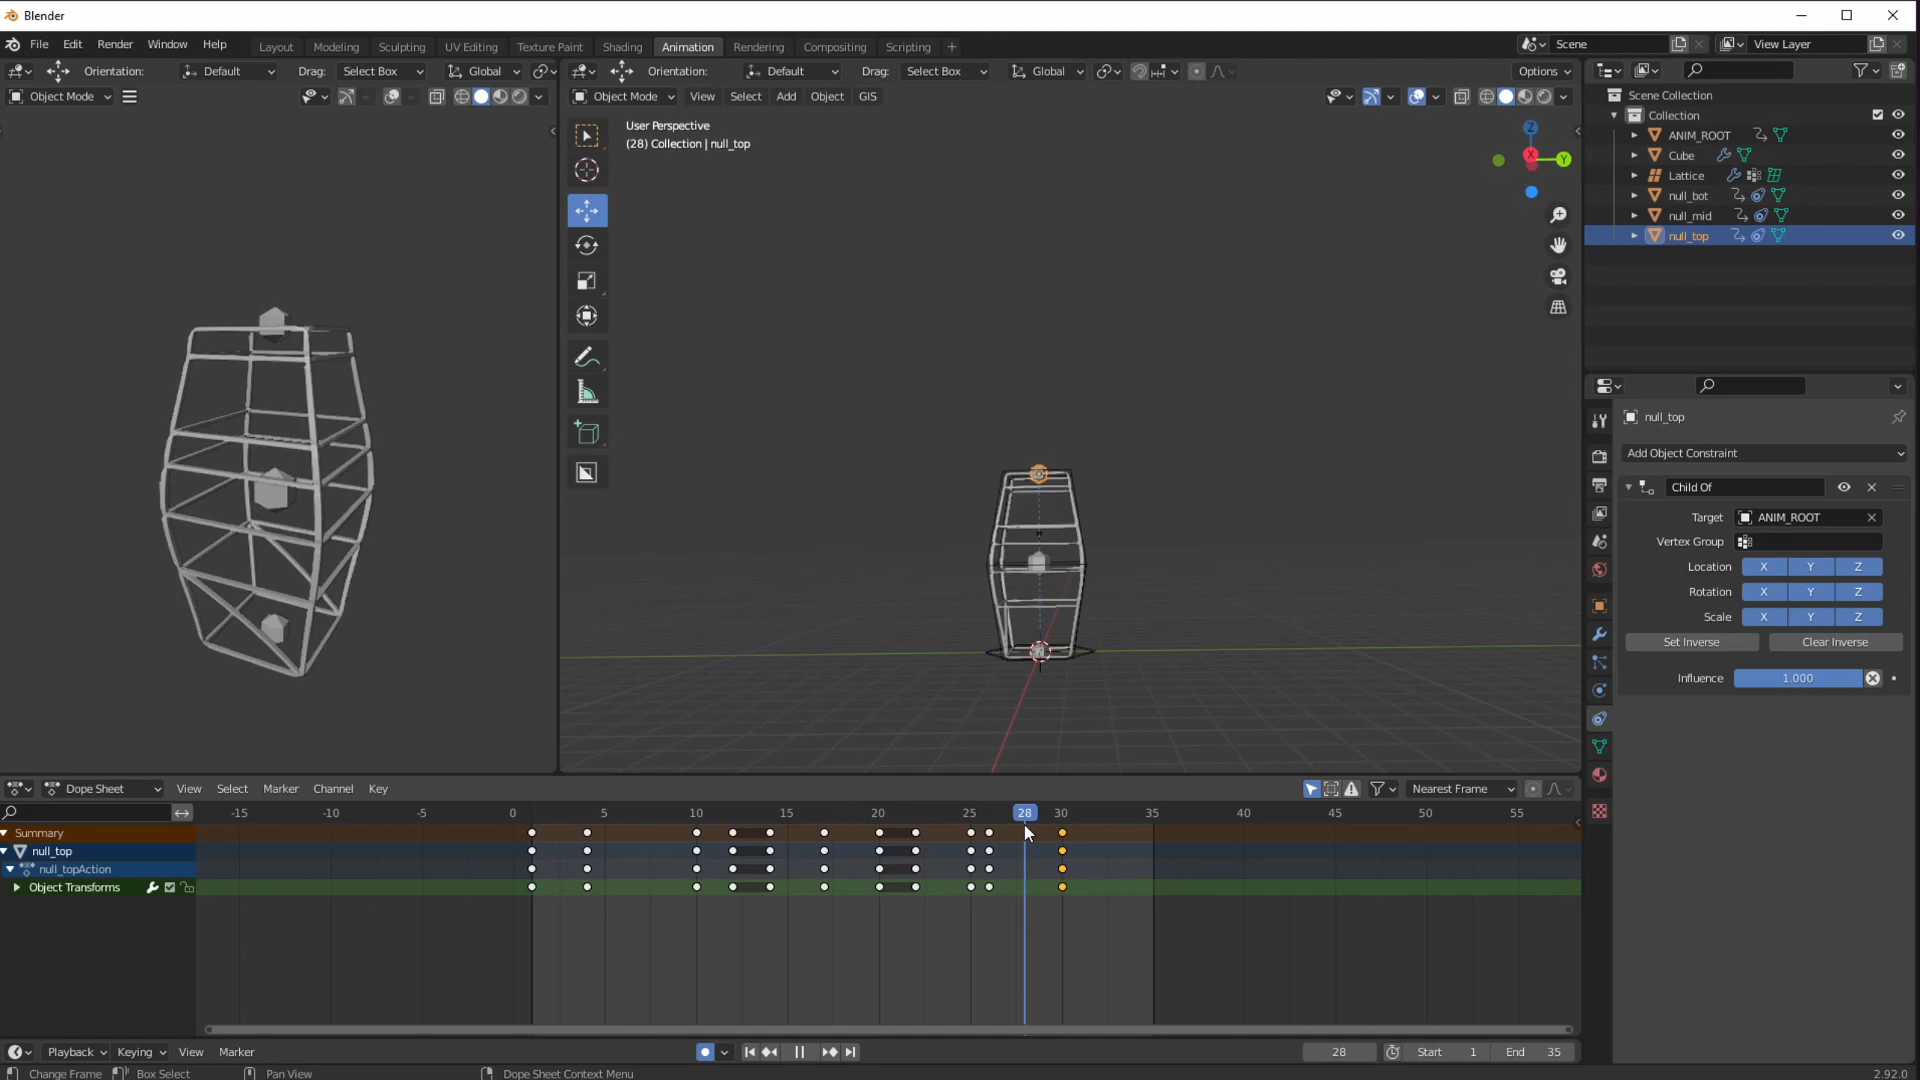 Blender
File Edit Render Window Help Layout Modeling Sculpting UV Editing Texture Paint Shading Animation Rendering Compositing Scripting + Scene View Layer
Orientation: Default Drag: Select Box Global Orientation: Default Drag: Select Box Global Options
Object Mode Object Mode View Select Add Object GIS
Scene Collection
Collection
ANIM_ROOT
Cube
Lattice
null_bot
null_mid
null_top
User Perspective
(28) Collection | null_top
Z
X
Y
null_top
Add Object Constraint
Child Of
Target ANIM_ROOT
Vertex Group
Location X Y Z
Rotation X Y Z
Scale X Y Z
Set Inverse Clear Inverse
Influence 1.000
Dope Sheet View Select Marker Channel Key Nearest Frame
-15 -10 -5 0 5 10 15 20 25 28 30 35 40 45 50 55
Summary
null_top
null_topAction
Object Transforms
Playback Keying View Marker 28 Start 1 End 35
Change Frame Box Select Pan View Dope Sheet Context Menu 2.92.0